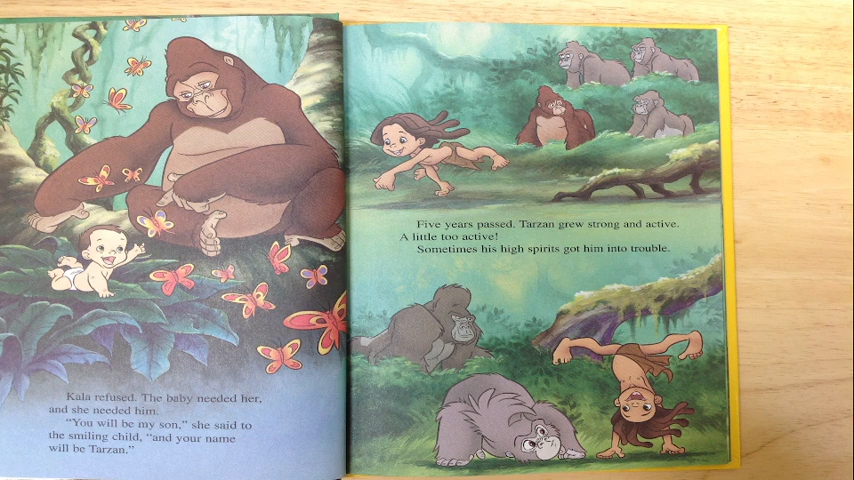 Kala refused. The baby needed her,
and she needed him.
"You will be my son," she said to
the smiling child, "and your name
will be Tarzan."
Five years passed. Tarzan grew strong and active.
A little too active!
Sometimes his high spirits got him into trouble.